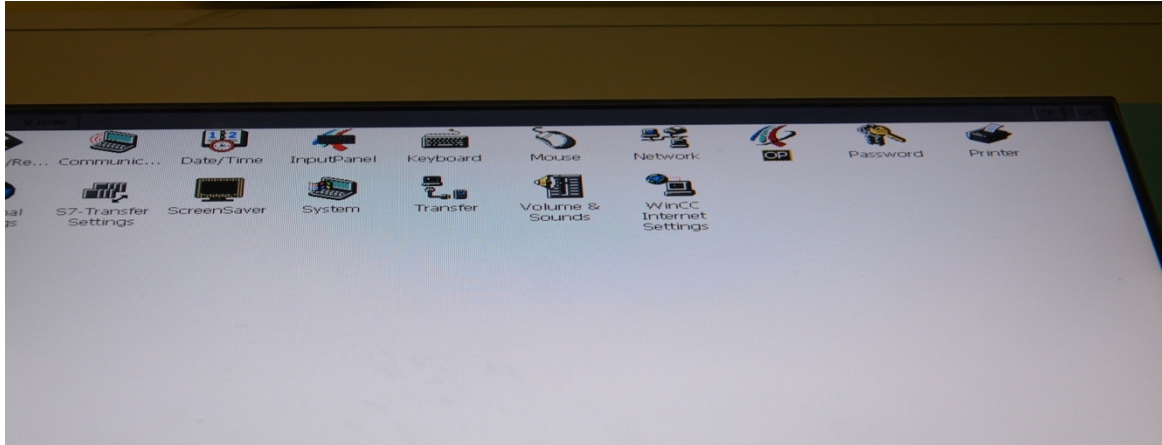 View
/Re... Communic... Date/Time InputPanel Keyboard Mouse Network OP Password Printer
S7-Transfer Settings ScreenSaver System Transfer Volume & Sounds WinCC Internet Settings